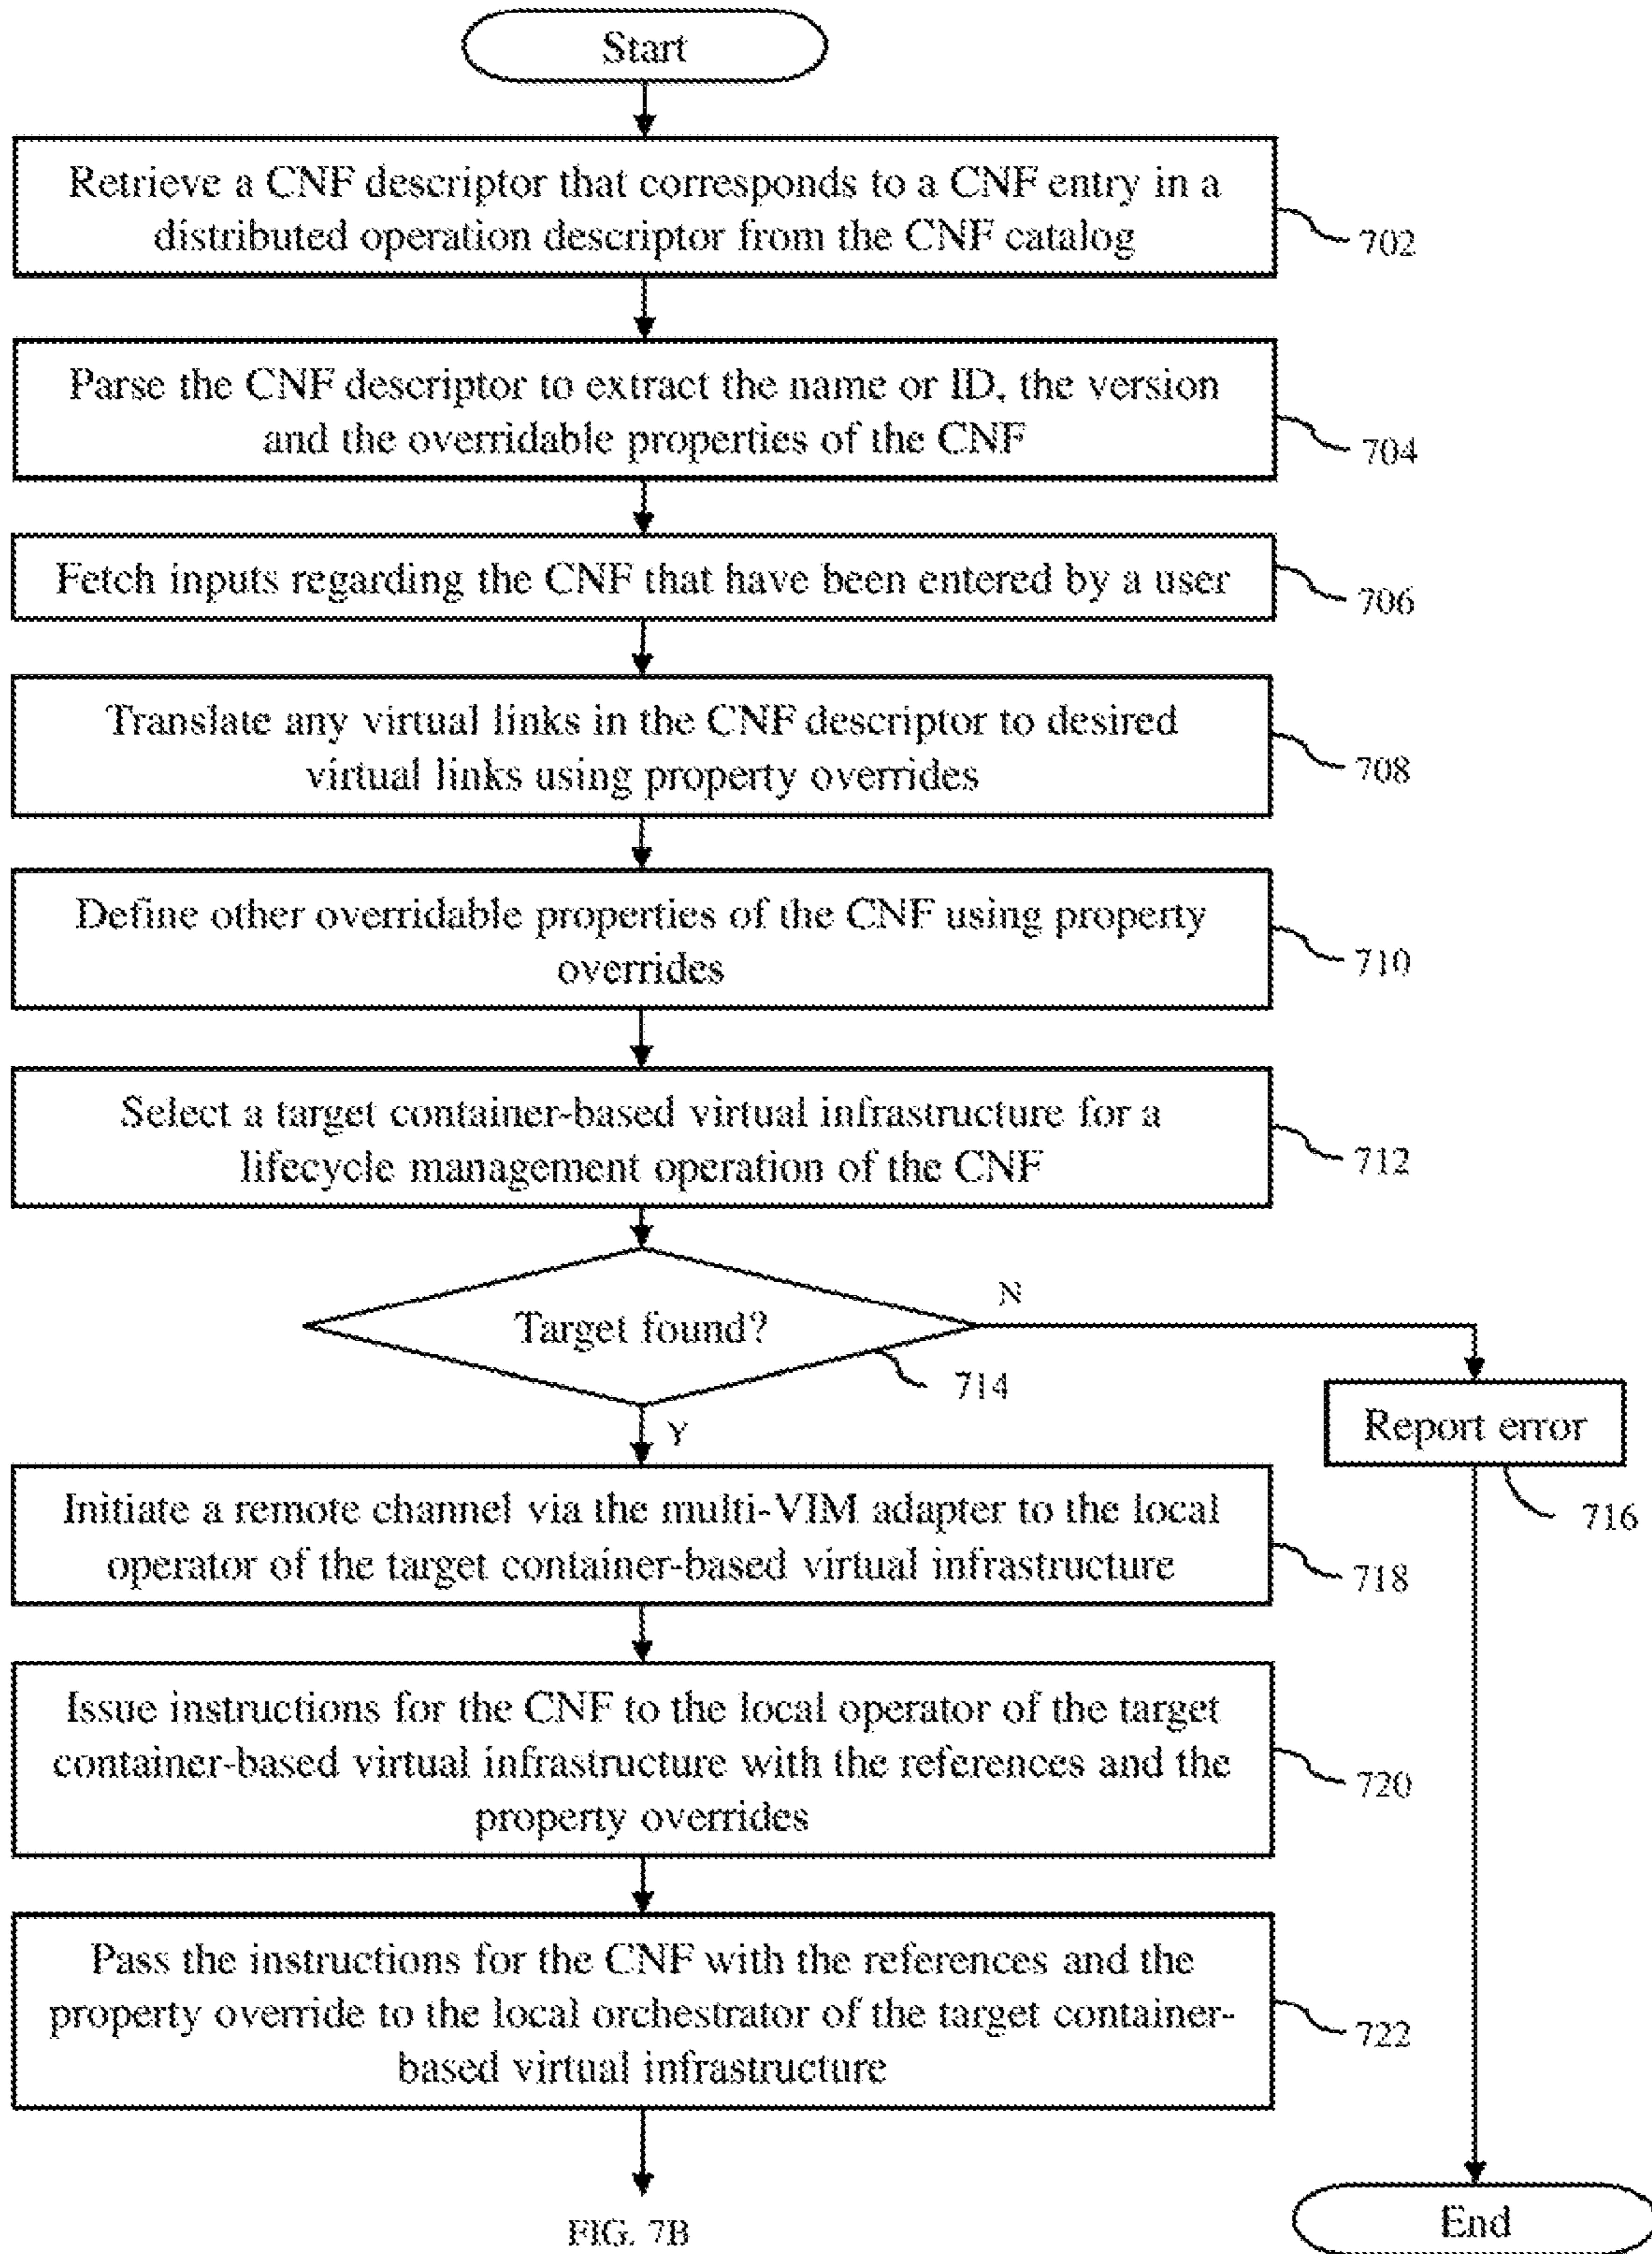 Start
Retrieve a CNF descriptor that corresponds to a CNF entry in a
distributed operation descriptor from the CNF catalog
702
Parse the CNF descriptor to extract the name or ID, the version
and the overridable properties of the CNF
704
Fetch inputs regarding the CNF that have been entered by a user
706
Translate any virtual links in the CNF descriptor to desired
virtual links using property overrides
708
Define other overridable properties of the CNF using property
overrides
710
Select a target container-based virtual infrastructure for a
lifecycle management operation of the CNF
712
Target found?
N
714
Y
Report error
716
Initiate a remote channel via the multi-VIM adapter to the local
operator of the target container-based virtual infrastructure
718
Issue instructions for the CNF to the local operator of the target
container-based virtual infrastructure with the references and the
property overrides
720
Pass the instructions for the CNF with the references and the
property override to the local orchestrator of the target container-
based virtual infrastructure
722
FIG. 7B
End